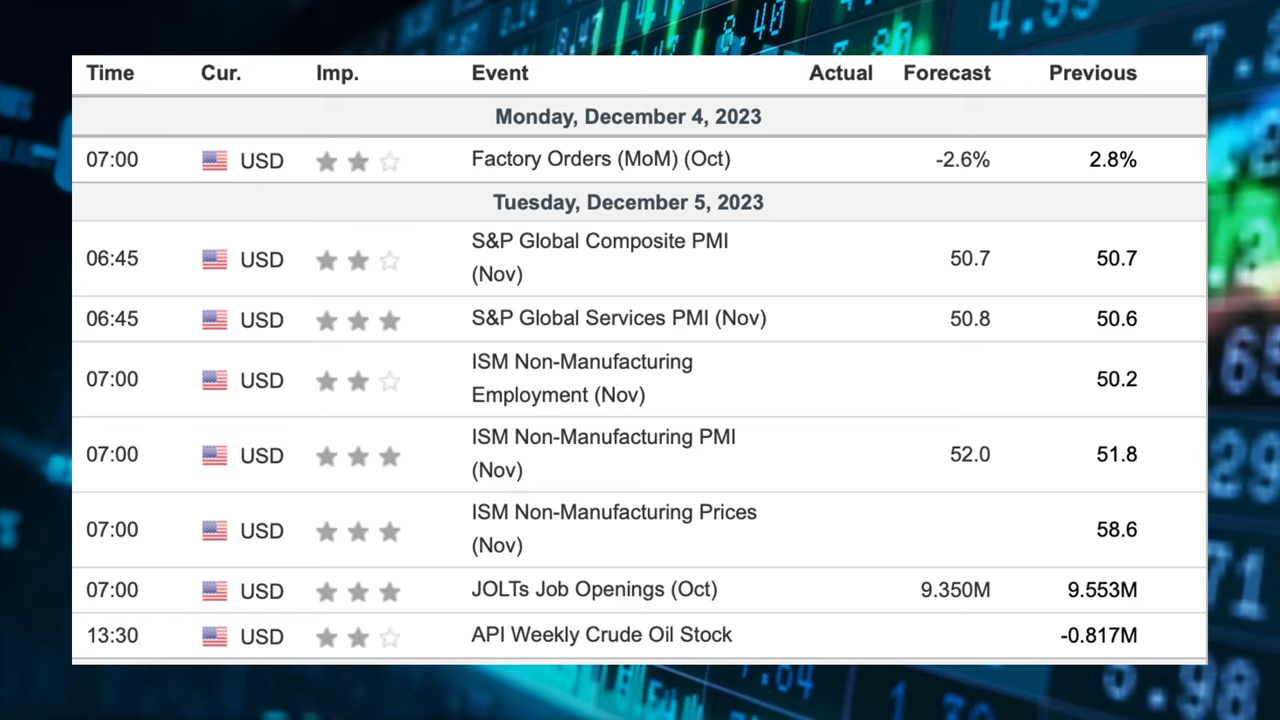 Time Cur. Imp. Event Actual Forecast Previous
Monday, December 4, 2023
07:00 USD Factory Orders (MoM) (Oct) -2.6% 2.8%
Tuesday, December 5, 2023
06:45 USD S&P Global Composite PMI (Nov) 50.7 50.7
06:45 USD S&P Global Services PMI (Nov) 50.8 50.6
07:00 USD ISM Non-Manufacturing Employment (Nov) 50.2
07:00 USD ISM Non-Manufacturing PMI (Nov) 52.0 51.8
07:00 USD ISM Non-Manufacturing Prices (Nov) 58.6
07:00 USD JOLTs Job Openings (Oct) 9.350M 9.553M
13:30 USD API Weekly Crude Oil Stock -0.817M